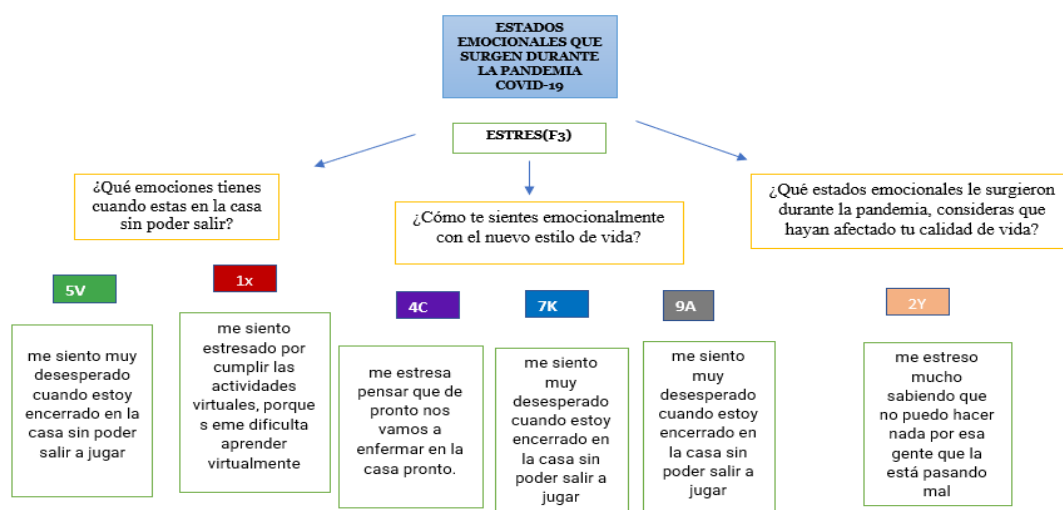 ESTADOS
EMOCIONALES QUE
SURGEN DURANTE
LA PANDEMIA
COVID-19
ESTRES(F3)
¿Qué emociones tienes
cuando estas en la casa
sin poder salir?
¿Cómo te sientes emocionalmente
con el nuevo estilo de vida?
¿Qué estados emocionales le surgieron
durante la pandemia, consideras que
hayan afectado tu calidad de vida?
5V
me siento muy
desesperado
cuando estoy
encerrado en la
casa sin poder
salir a jugar
1x
me siento
estresado por
cumplir las
actividades
virtuales, porque
s eme dificulta
aprender
virtualmente
4C
me estresa
pensar que de
pronto nos
vamos a
enfermar en la
casa pronto.
7K
me siento
muy
desesperado
cuando estoy
encerrado en
la casa sin
poder salir a
jugar
9A
me siento
muy
desesperado
cuando estoy
encerrado en
la casa sin
poder salir a
jugar
2Y
me estreso
mucho
sabiendo que
no puedo hacer
nada por esa
gente que la
está pasando
mal